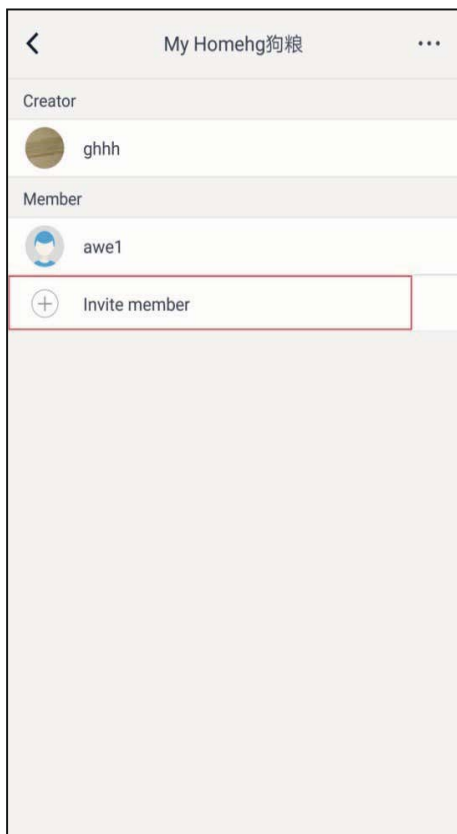 My Homehg狗粮
Creator
ghhh
Member
awe1
Invite member